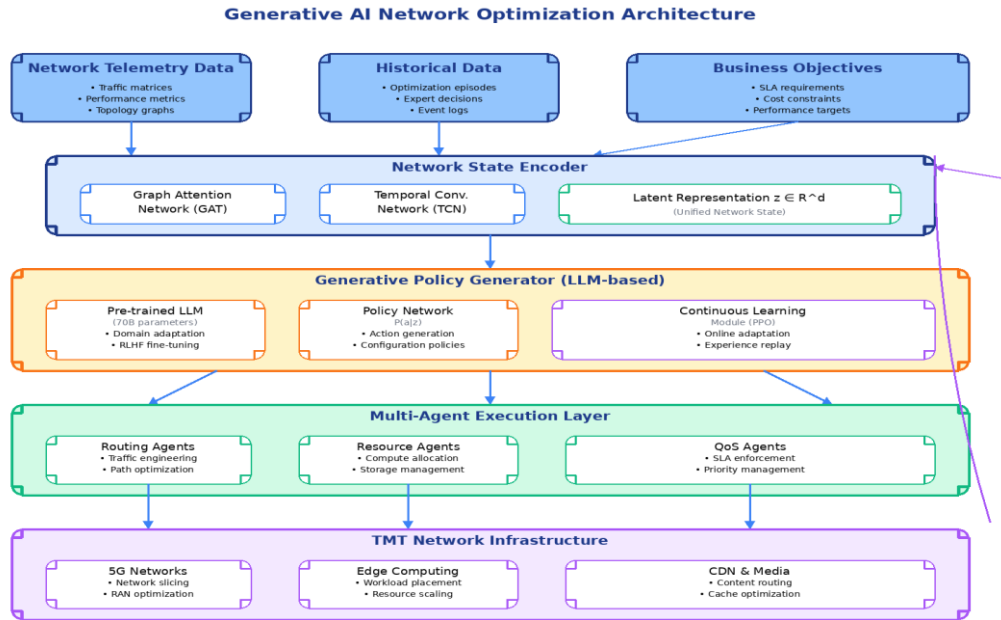 Generative AI Network Optimization Architecture
Network Telemetry Data
• Traffic matrices
• Performance metrics
• Topology graphs
Historical Data
• Optimization episodes
• Expert decisions
• Event logs
Business Objectives
• SLA requirements
• Cost constraints
• Performance targets
Network State Encoder
Graph Attention
Network (GAT)
Temporal Conv.
Network (TCN)
Latent Representation z ∈ R^d
(Unified Network State)
Generative Policy Generator (LLM-based)
Pre-trained LLM
(70B parameters)
• Domain adaptation
• RLHF fine-tuning
Policy Network
P(a|z)
• Action generation
• Configuration policies
Continuous Learning
Module (PPO)
• Online adaptation
• Experience replay
Multi-Agent Execution Layer
Routing Agents
• Traffic engineering
• Path optimization
Resource Agents
• Compute allocation
• Storage management
QoS Agents
• SLA enforcement
• Priority management
TMT Network Infrastructure
5G Networks
• Network slicing
• RAN optimization
Edge Computing
• Workload placement
• Resource scaling
CDN & Media
• Content routing
• Cache optimization